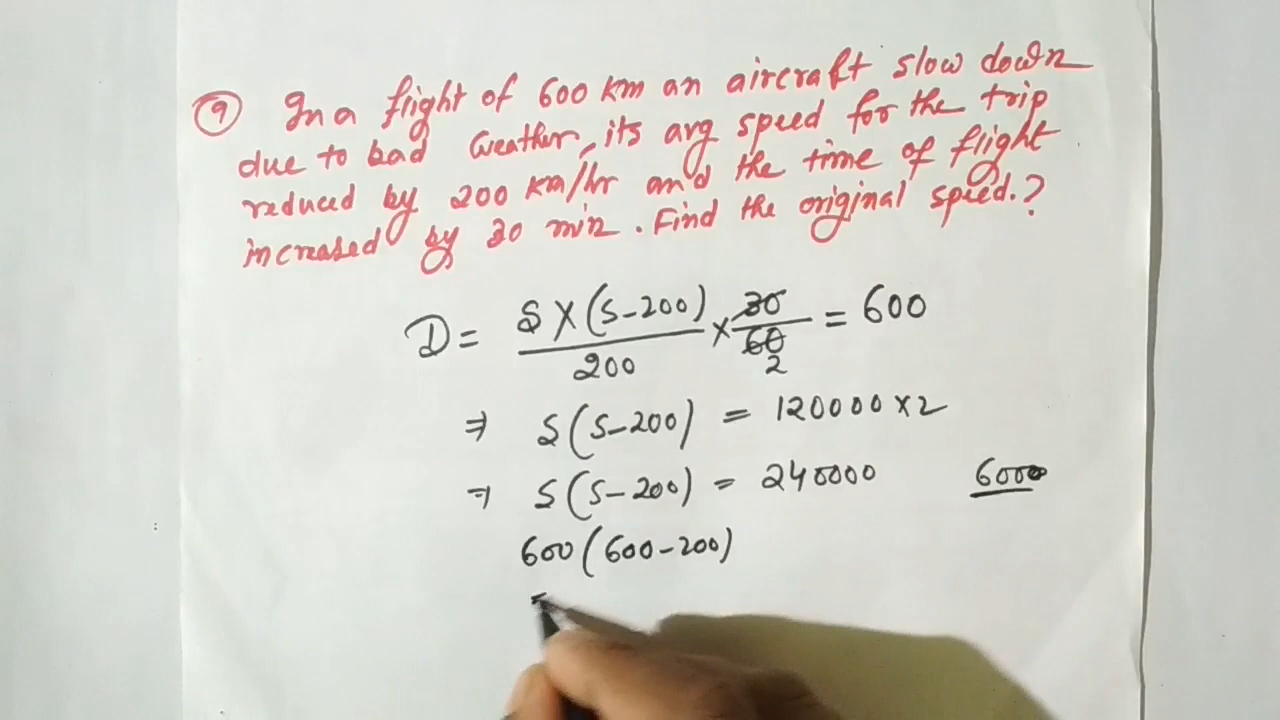 9 In a flight of 600 km an aircraft slow down
due to bad weather, its avg speed for the trip
reduced by 200 km/hr and the time of flight
increased by 30 min. Find the original speed.?
D = S X (S-200) / 200 × 30 / 60 2 = 600
⇒ S(S-200) = 120000 × 2
⇒ S(S-200) = 240000 6000
600(600-200)
=